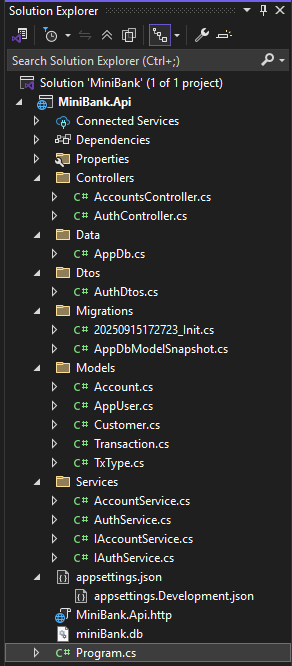 Solution Explorer
Search Solution Explorer (Ctrl+;)
Solution 'MiniBank' (1 of 1 project)
MiniBank.Api
Connected Services
Dependencies
Properties
Controllers
C# AccountsController.cs
C# AuthController.cs
Data
C# AppDb.cs
Dtos
C# AuthDtos.cs
Migrations
C# 20250915172723_Init.cs
C# AppDbModelSnapshot.cs
Models
C# Account.cs
C# AppUser.cs
C# Customer.cs
C# Transaction.cs
C# TxType.cs
Services
C# AccountService.cs
C# AuthService.cs
C# IAccountService.cs
C# IAuthService.cs
appsettings.json
appsettings.Development.json
MiniBank.Api.http
miniBank.db
C# Program.cs